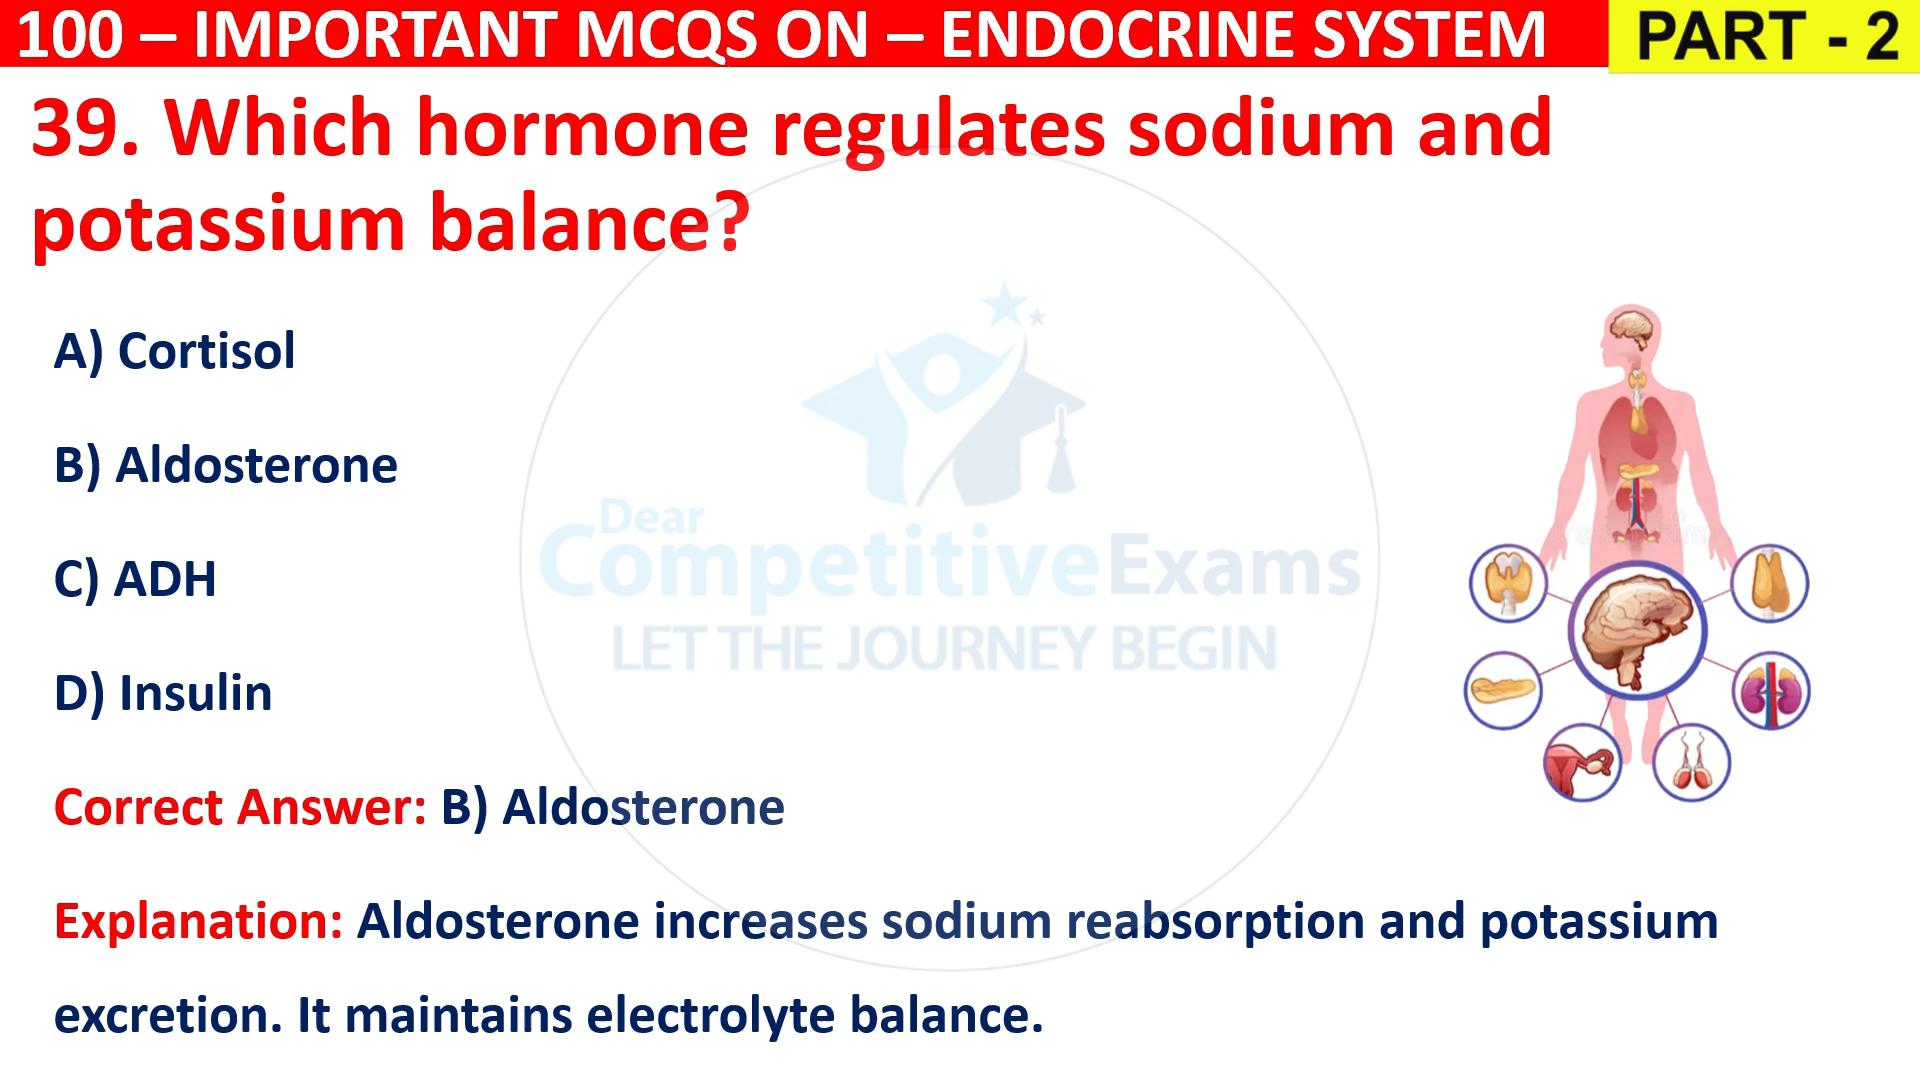 100 – IMPORTANT MCQS ON – ENDOCRINE SYSTEM
PART - 2
39. Which hormone regulates sodium and
potassium balance?
A) Cortisol
B) Aldosterone
C) ADH
D) Insulin
Dear
CompetitiveExams
LET THE JOURNEY BEGIN
Correct Answer: B) Aldosterone
Explanation: Aldosterone increases sodium reabsorption and potassium
excretion. It maintains electrolyte balance.